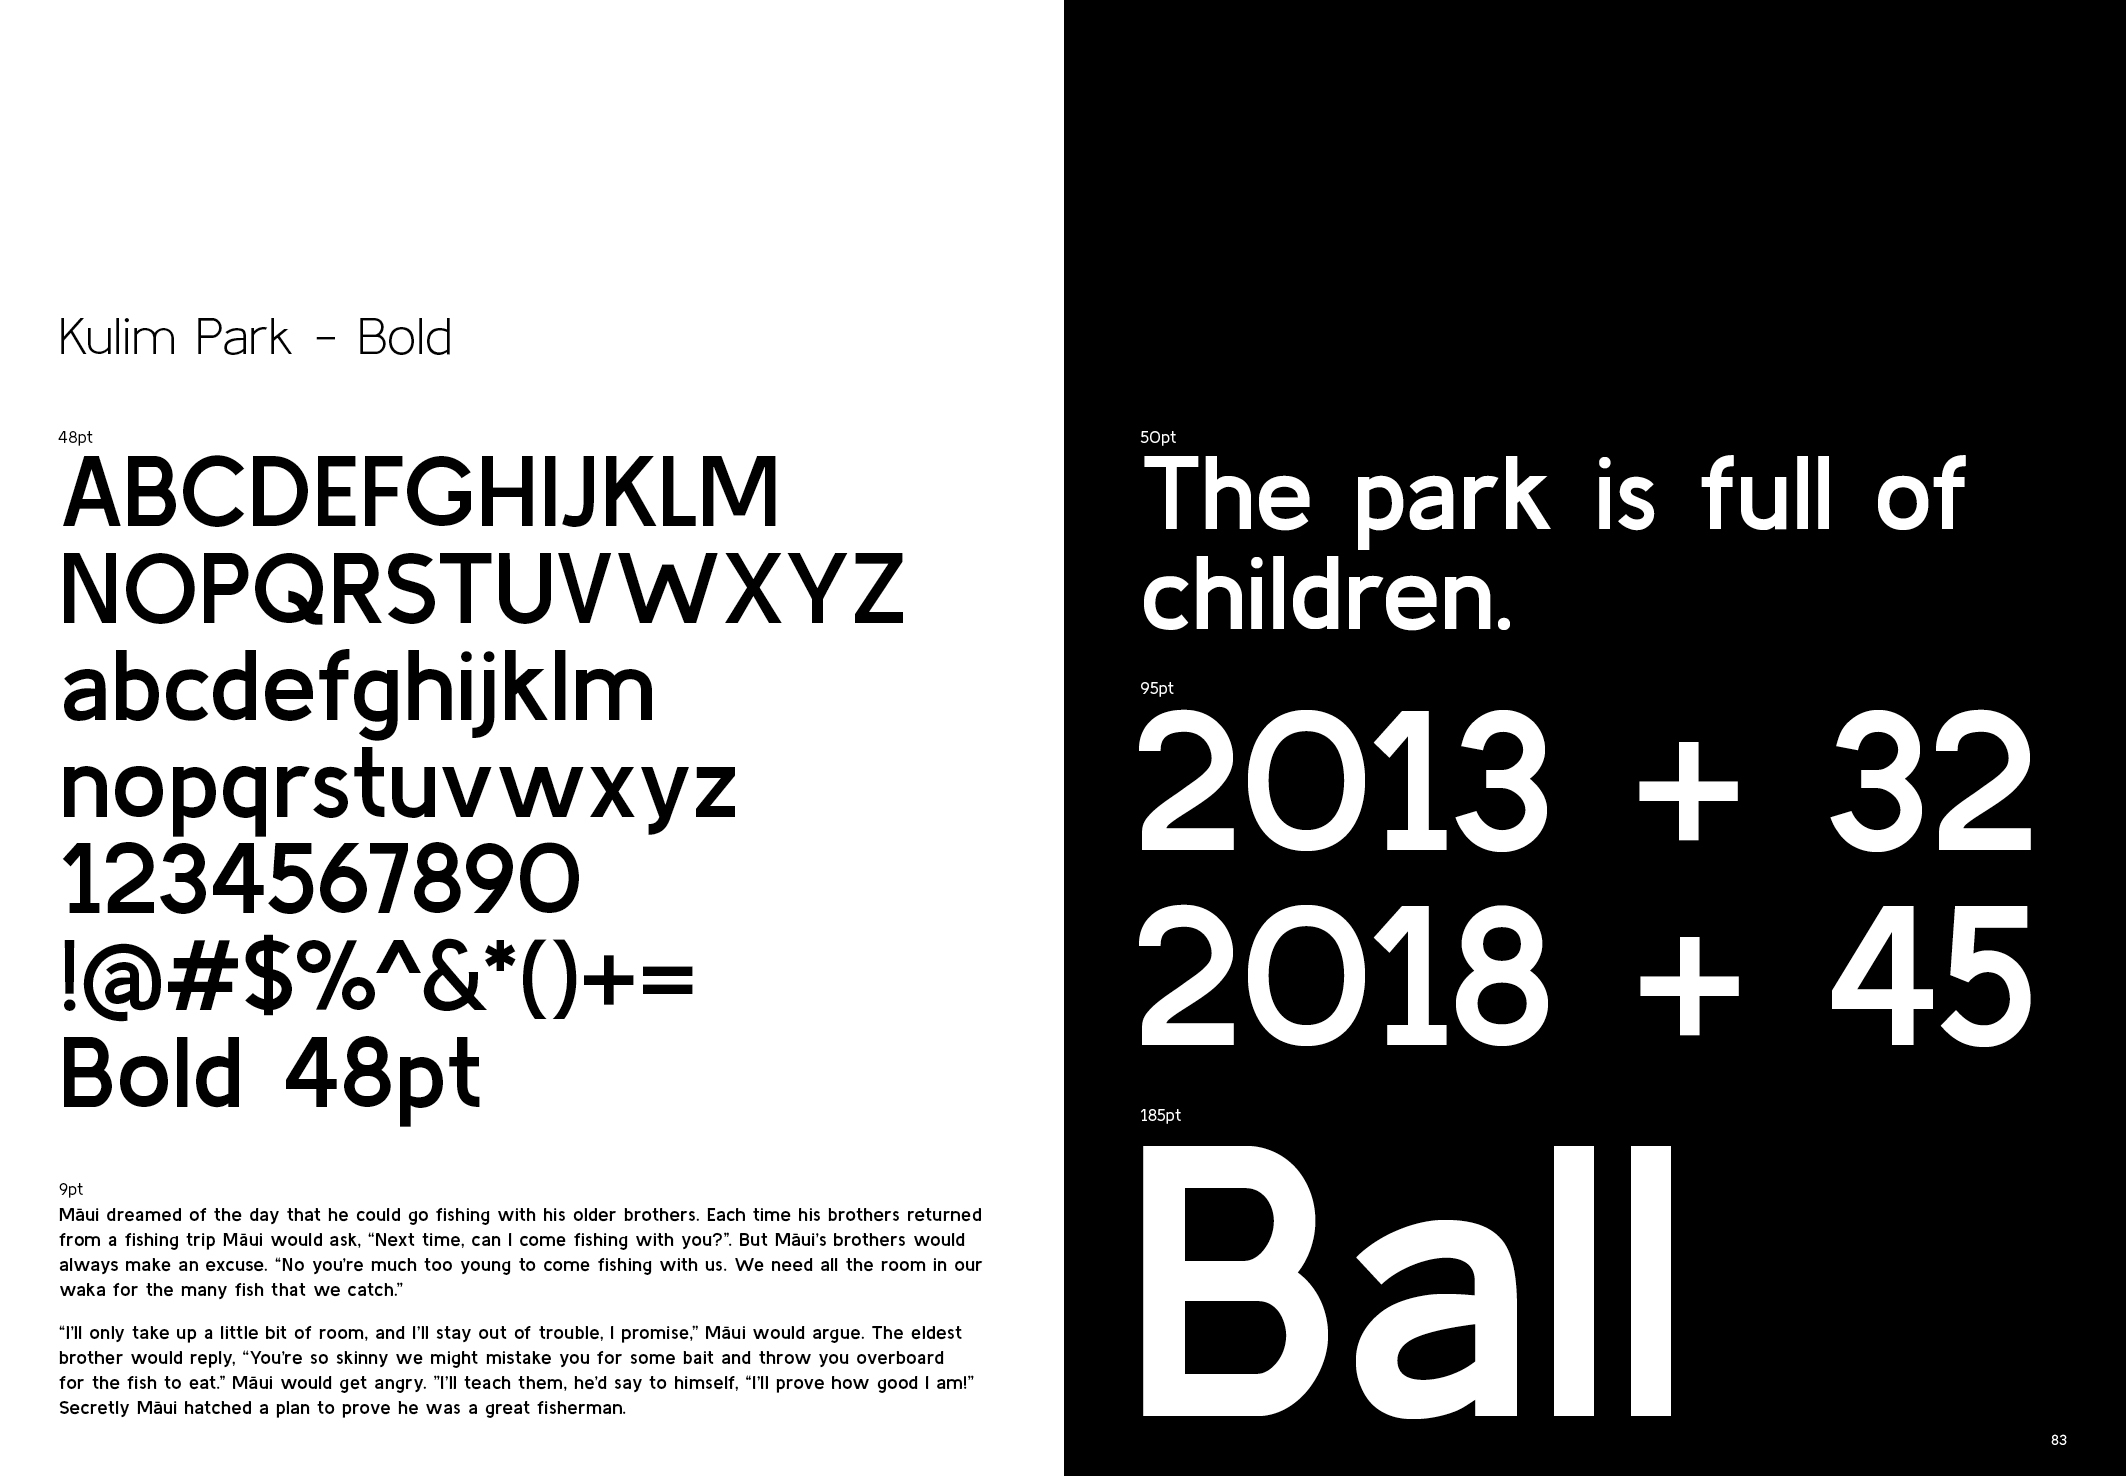 Kulim Park - Bold
48pt
ABCDEFGHIJKLM
NOPQRSTUVWXYZ
abcdefghijklm
nopqrstuvwxyz
1234567890
!@#$%^&*()+=
Bold 48pt
9pt
Māui dreamed of the day that he could go fishing with his older brothers. Each time his brothers returned
from a fishing trip Māui would ask, “Next time, can I come fishing with you?”. But Māui’s brothers would
always make an excuse. “No you’re much too young to come fishing with us. We need all the room in our
waka for the many fish that we catch.”
“I’ll only take up a little bit of room, and I’ll stay out of trouble, I promise,” Māui would argue. The eldest
brother would reply, “You’re so skinny we might mistake you for some bait and throw you overboard
for the fish to eat.” Māui would get angry. ”I’ll teach them, he’d say to himself, “I’ll prove how good I am!”
Secretly Māui hatched a plan to prove he was a great fisherman.
50pt
The park is full of
children.
95pt
2013 + 32
2018 + 45
185pt
Ball
83